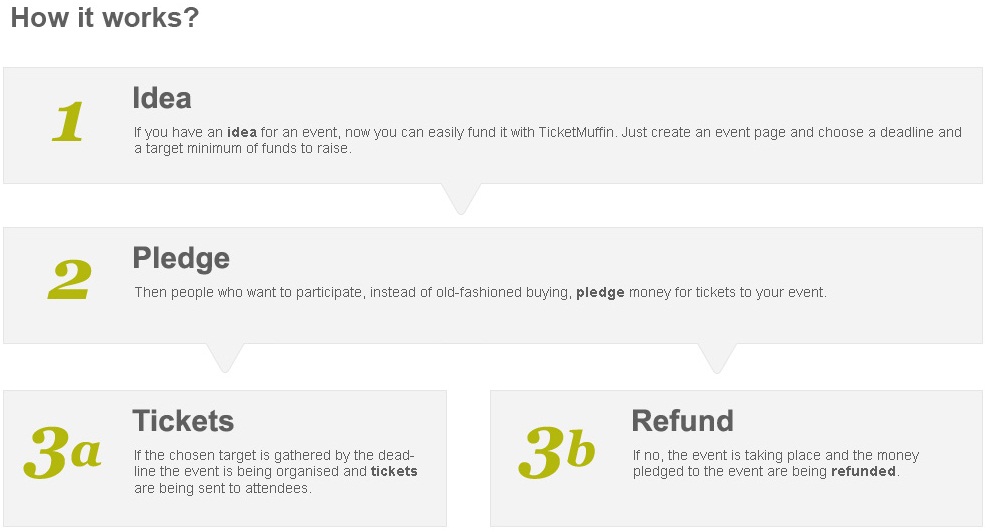 How it works?
1
Idea
If you have an idea for an event, now you can easily fund it with TicketMuffin. Just create an event page and choose a deadline and
a target minimum of funds to raise.
2
Pledge
Then people who want to participate, instead of old-fashioned buying, pledge money for tickets to your event.
3a
Tickets
If the chosen target is gathered by the dead-
line the event is being organised and tickets
are being sent to attendees.
3b
Refund
If no, the event is taking place and the money
pledged to the event are being refunded.